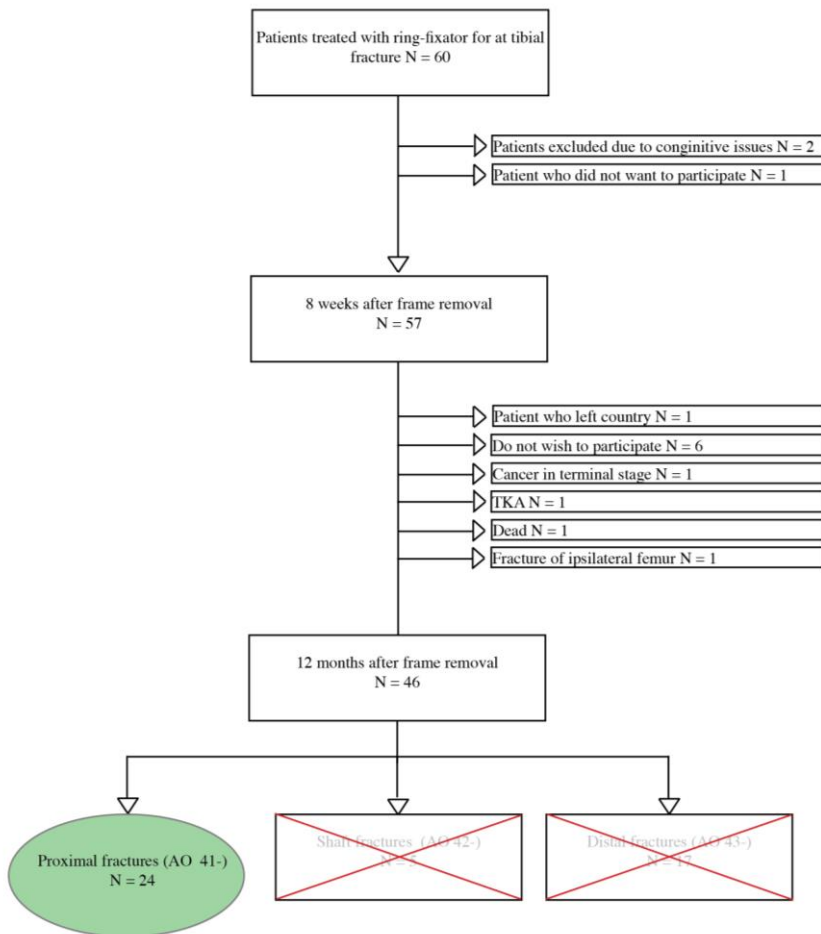 Patients treated with ring-fixator for at tibial
fracture N = 60
Patients excluded due to conginitive issues N = 2
Patient who did not want to participate N = 1
8 weeks after frame removal
N = 57
Patient who left country N = 1
Do not wish to participate N = 6
Cancer in terminal stage N = 1
TKA N = 1
Dead N = 1
Fracture of ipsilateral femur N = 1
12 months after frame removal
N = 46
Proximal fractures (AO 41-)
N = 24
Shaft fractures (AO 42-)
N = 5
Distal fractures (AO 43-)
N = 17